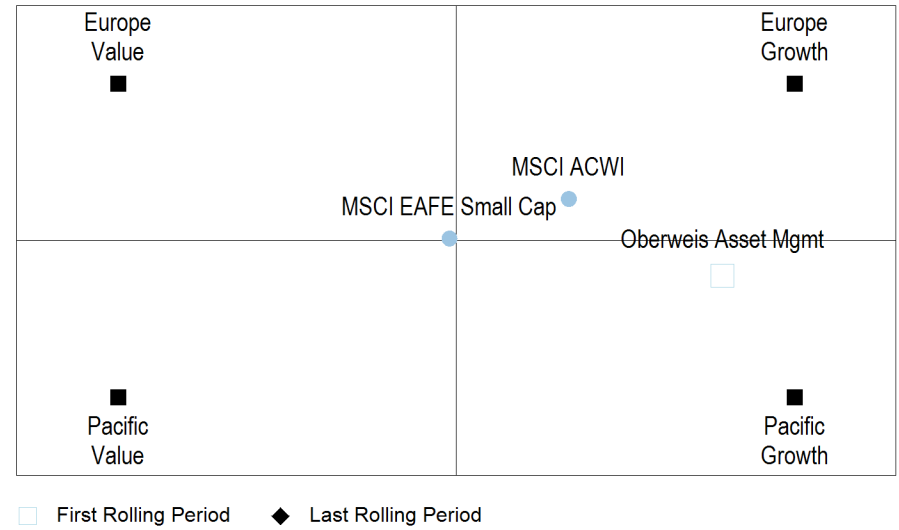 Europe
Value
Europe
Growth
MSCI ACWI
MSCI EAFE Small Cap
Oberweis Asset Mgmt
Pacific
Value
Pacific
Growth
First Rolling Period
Last Rolling Period